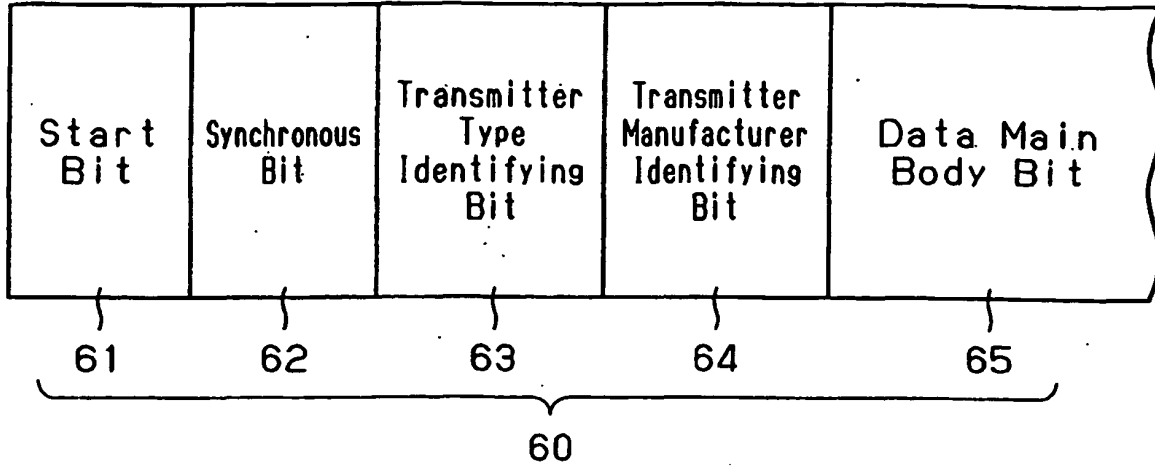 Start
Bit
Synchronous
Bit
Transmitter
Type
Identifying
Bit
Transmitter
Manufacturer
Identifying
Bit
Data Main
Body Bit
61
62
63
64
65
60